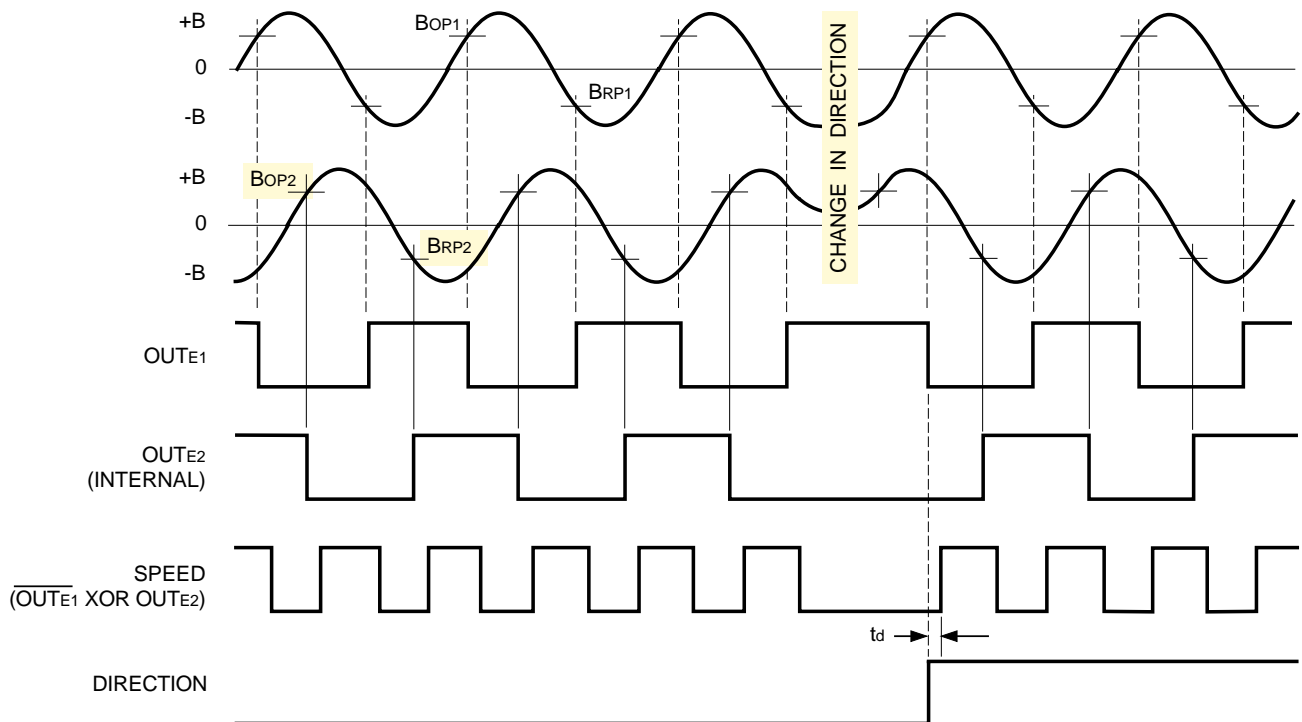 +B
BOP1
0
BRP1
-B
CHANGE IN DIRECTION
+B
BOP2
0
BRP2
-B
OUTE1
OUTE2
(INTERNAL)
SPEED
(OUTE1 XOR OUTE2)
td
DIRECTION